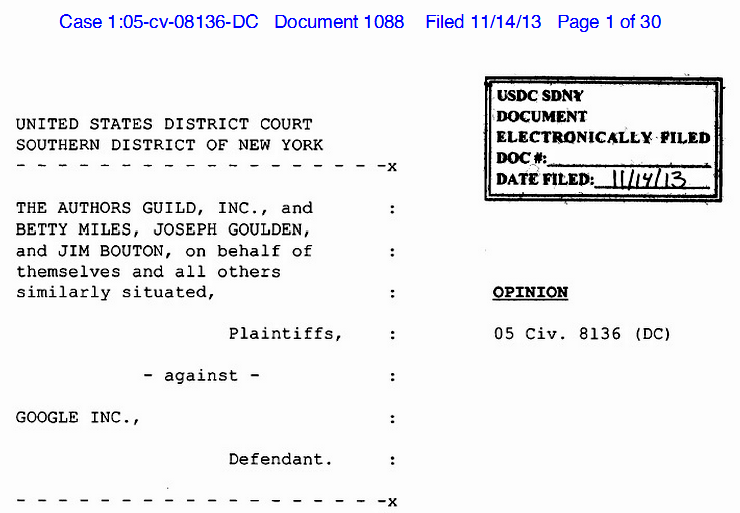 Case 1:05-cv-08136-DC Document 1088 Filed 11/14/13 Page 1 of 30
USDC SDNY
DOCUMENT
ELECTRONICALLY FILED
DOC #:
DATE FILED: 11/14/13
UNITED STATES DISTRICT COURT
SOUTHERN DISTRICT OF NEW YORK
- - - - - - - - - - - - - - - - - - -x
THE AUTHORS GUILD, INC., and :
BETTY MILES, JOSEPH GOULDEN,
and JIM BOUTON, on behalf of :
themselves and all others
similarly situated, : OPINION
Plaintiffs, : 05 Civ. 8136 (DC)
- against - :
GOOGLE INC., :
Defendant. :
- - - - - - - - - - - - - - - - - - -x